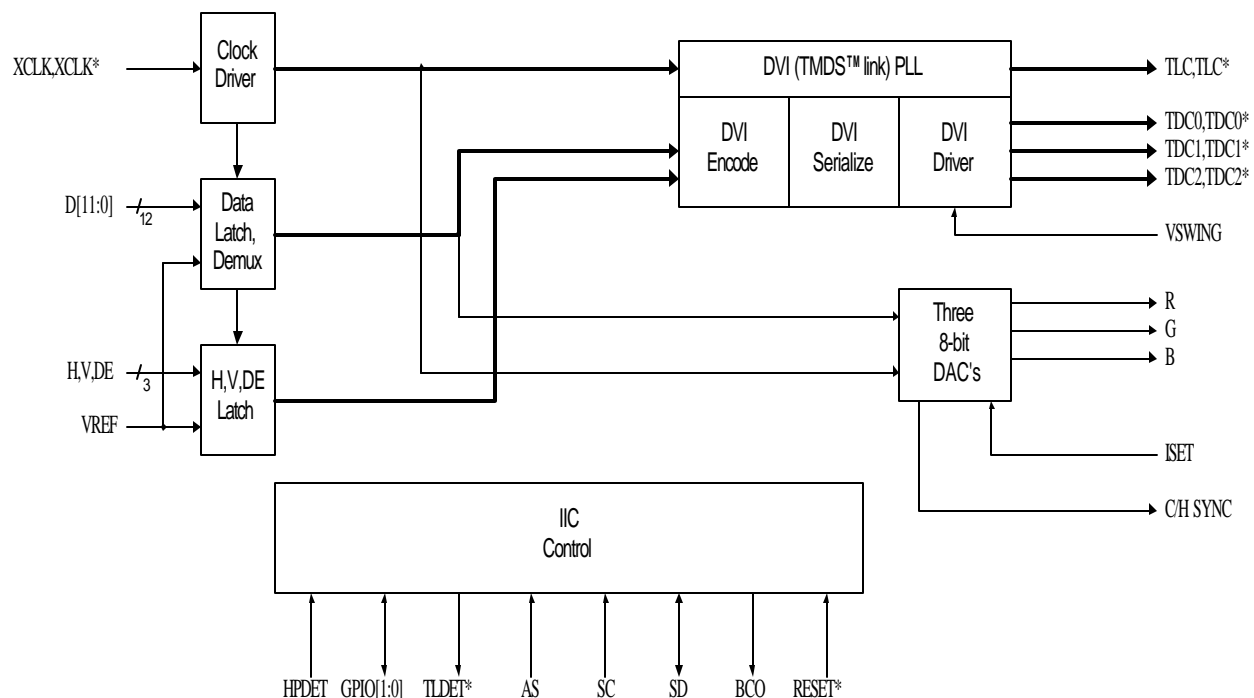 XCLK,XCLK*
Clock
Driver
DVI (TMDS™ link) PLL
TLC,TLC*
DVI
Encode
DVI
Serialize
DVI
Driver
TDC0,TDC0*
TDC1,TDC1*
TDC2,TDC2*
D[11:0]
12
Data
Latch,
Demux
VSWING
Three
8-bit
DAC's
R
G
B
H,V,DE
3
H,V,DE
Latch
VREF
ISET
C/H SYNC
IIC
Control
HPDET
GPIO[1:0]
TLDET*
AS
SC
SD
BCO
RESET*